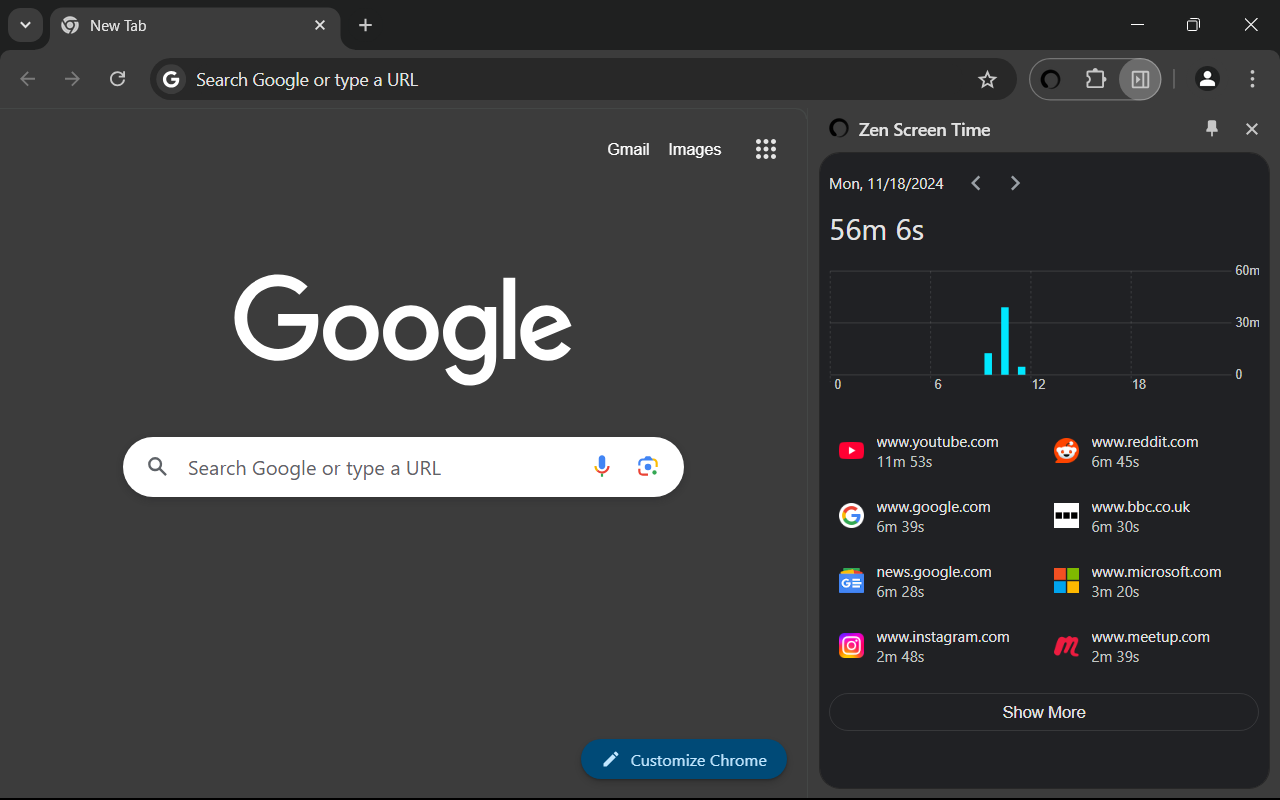 New Tab
Search Google or type a URL
Zen Screen Time
Gmail Images
Mon, 11/18/2024
56m 6s
60m
30m
0
0 6 12 18
Google
Search Google or type a URL
www.youtube.com
11m 53s
www.reddit.com
6m 45s
www.google.com
6m 39s
www.bbc.co.uk
6m 30s
news.google.com
6m 28s
www.microsoft.com
3m 20s
www.instagram.com
2m 48s
www.meetup.com
2m 39s
Show More
Customize Chrome